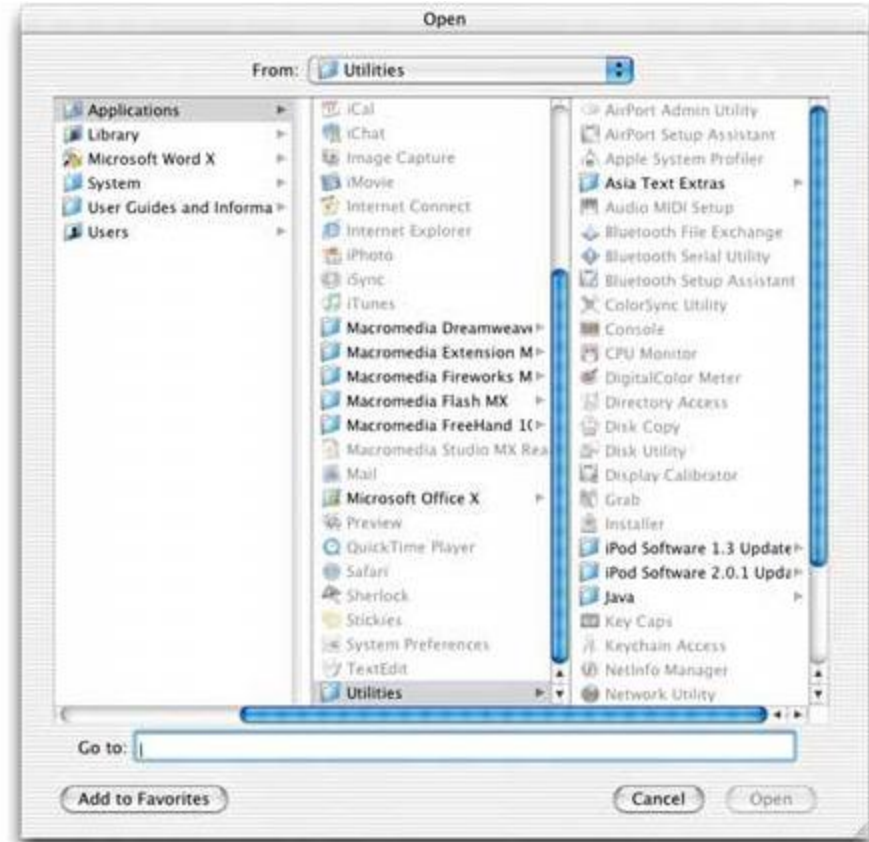 Open
From: Utilities
Applications
Library
Microsoft Word X
System
User Guides and Informa
Users
iCal
iChat
Image Capture
iMovie
Internet Connect
Internet Explorer
iPhoto
iSync
iTunes
Macromedia Dreamweav
Macromedia Extension M
Macromedia Fireworks M
Macromedia Flash MX
Macromedia FreeHand 10
Macromedia Studio MX Rea
Mail
Microsoft Office X
Preview
QuickTime Player
Safari
Sherlock
Stickies
System Preferences
TextEdit
Utilities
AirPort Admin Utility
AirPort Setup Assistant
Apple System Profiler
Asia Text Extras
Audio MIDI Setup
Bluetooth File Exchange
Bluetooth Serial Utility
Bluetooth Setup Assistant
ColorSync Utility
Console
CPU Monitor
DigitalColor Meter
Directory Access
Disk Copy
Disk Utility
Display Calibrator
Grab
Installer
iPod Software 1.3 Update
iPod Software 2.0.1 Upda
Java
Key Caps
Keychain Access
NetInfo Manager
Network Utility
Go to:
Add to Favorites
Cancel
Open